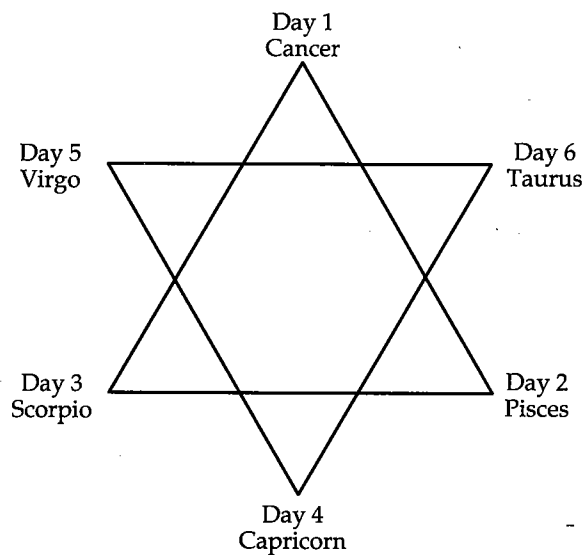 Day 1
Cancer
Day 5
Virgo
Day 6
Taurus
Day 3
Scorpio
Day 2
Pisces
Day 4
Capricorn